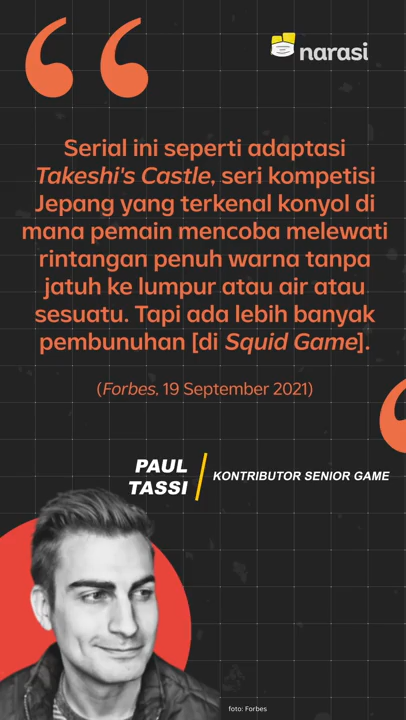 narasi
Serial ini seperti adaptasi
Takeshi's Castle, seri kompetisi
Jepang yang terkenal konyol di
mana pemain mencoba melewati
rintangan penuh warna tanpa
jatuh ke lumpur atau air atau
sesuatu. Tapi ada lebih banyak
pembunuhan [di Squid Game].
(Forbes, 19 September 2021)
PAUL
TASSI
KONTRIBUTOR SENIOR GAME
foto: Forbes